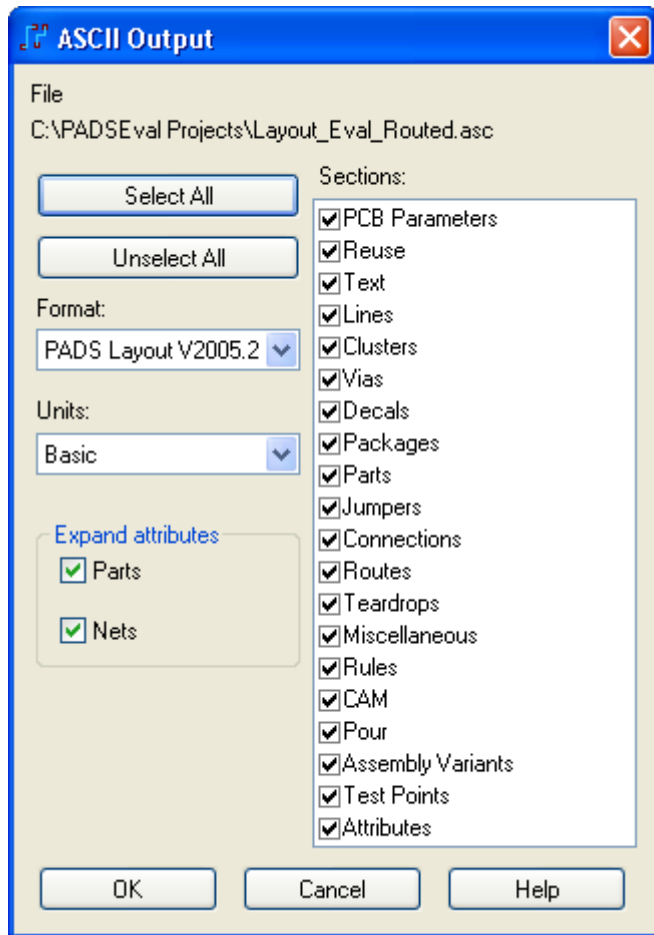 ASCII Output
File
C:\PADSEval Projects\Layout_Eval_Routed.asc
Select All
Unselect All
Format:
PADS Layout V2005.2
Units:
Basic
Expand attributes
Parts
Nets
Sections:
PCB Parameters
Reuse
Text
Lines
Clusters
Vias
Decals
Packages
Parts
Jumpers
Connections
Routes
Teardrops
Miscellaneous
Rules
CAM
Pour
Assembly Variants
Test Points
Attributes
OK
Cancel
Help